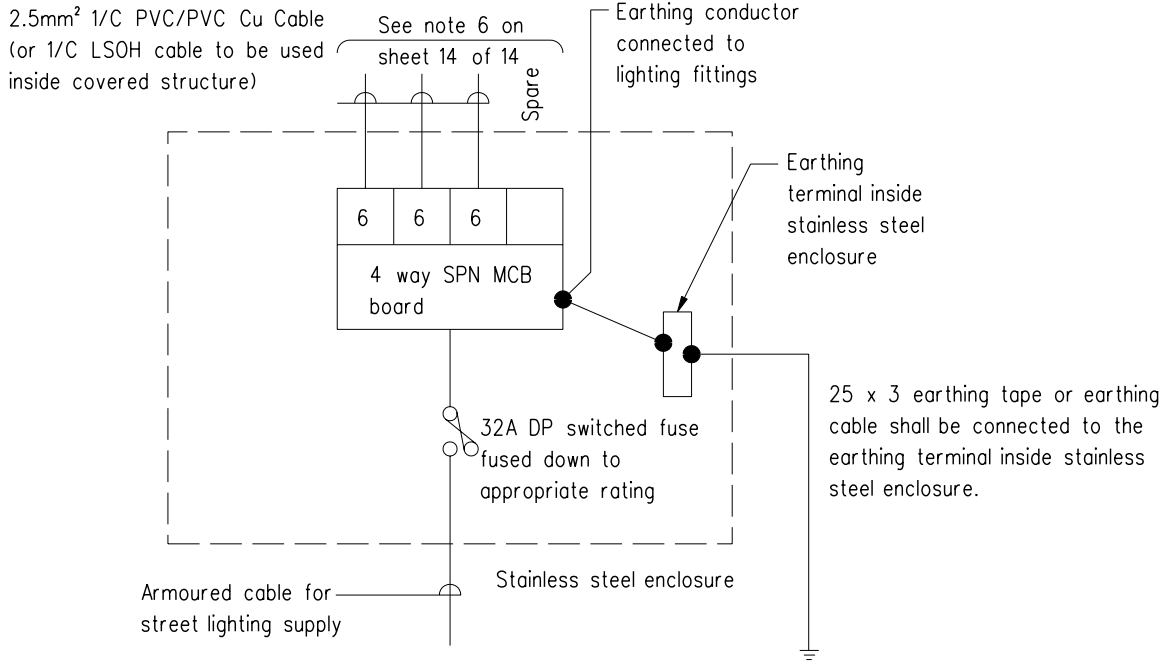 2.5mm² 1/C PVC/PVC Cu Cable
(or 1/C LSOH cable to be used
inside covered structure)
See note 6 on
sheet 14 of 14
Spare
Earthing conductor
connected to
lighting fittings
Earthing
terminal inside
stainless steel
enclosure
6 6 6
4 way SPN MCB
board
32A DP switched fuse
fused down to
appropriate rating
25 x 3 earthing tape or earthing
cable shall be connected to the
earthing terminal inside stainless
steel enclosure.
Stainless steel enclosure
Armoured cable for
street lighting supply